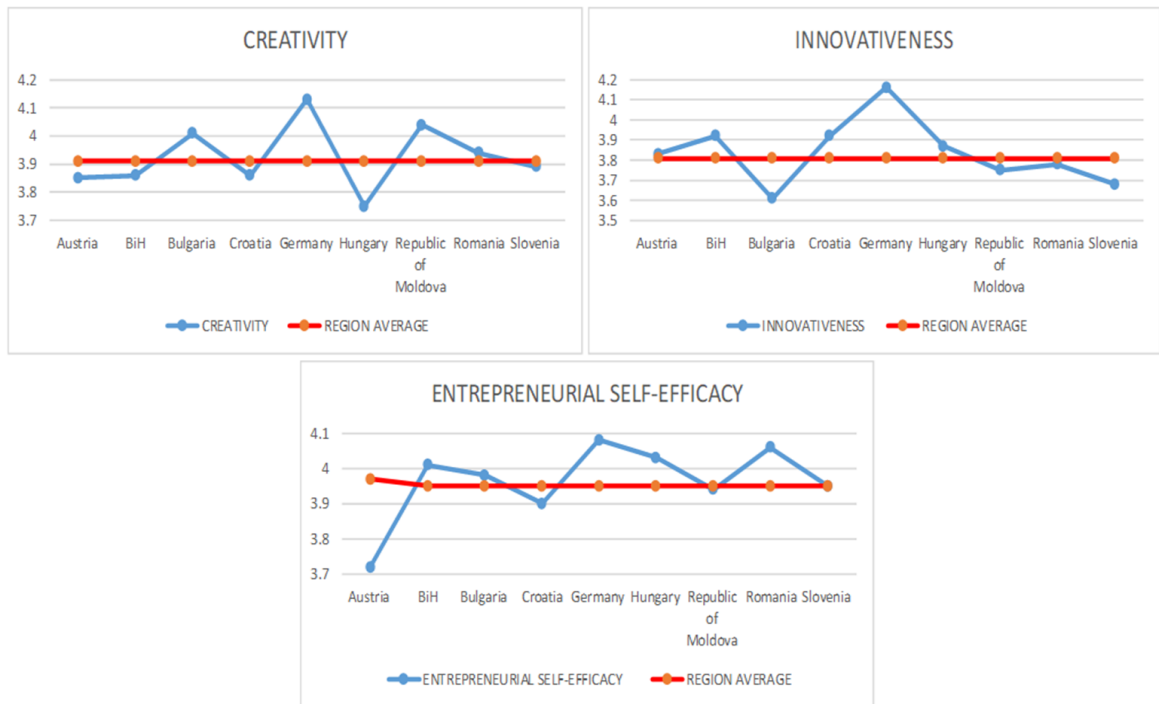 CREATIVITY
4.2
4.1
4
3.9
3.8
3.7
Austria BiH Bulgaria Croatia Germany Hungary Republic Romania Slovenia
of
Moldova
CREATIVITY REGION AVERAGE
INNOVATIVENESS
4.2
4.1
4
3.9
3.8
3.7
3.6
3.5
Austria BiH Bulgaria Croatia Germany Hungary Republic Romania Slovenia
of
Moldova
INNOVATIVENESS REGION AVERAGE
ENTREPRENEURIAL SELF-EFFICACY
4.1
4
3.9
3.8
3.7
Austria BiH Bulgaria Croatia Germany Hungary Republic Romania Slovenia
of
Moldova
ENTREPRENEURIAL SELF-EFFICACY REGION AVERAGE